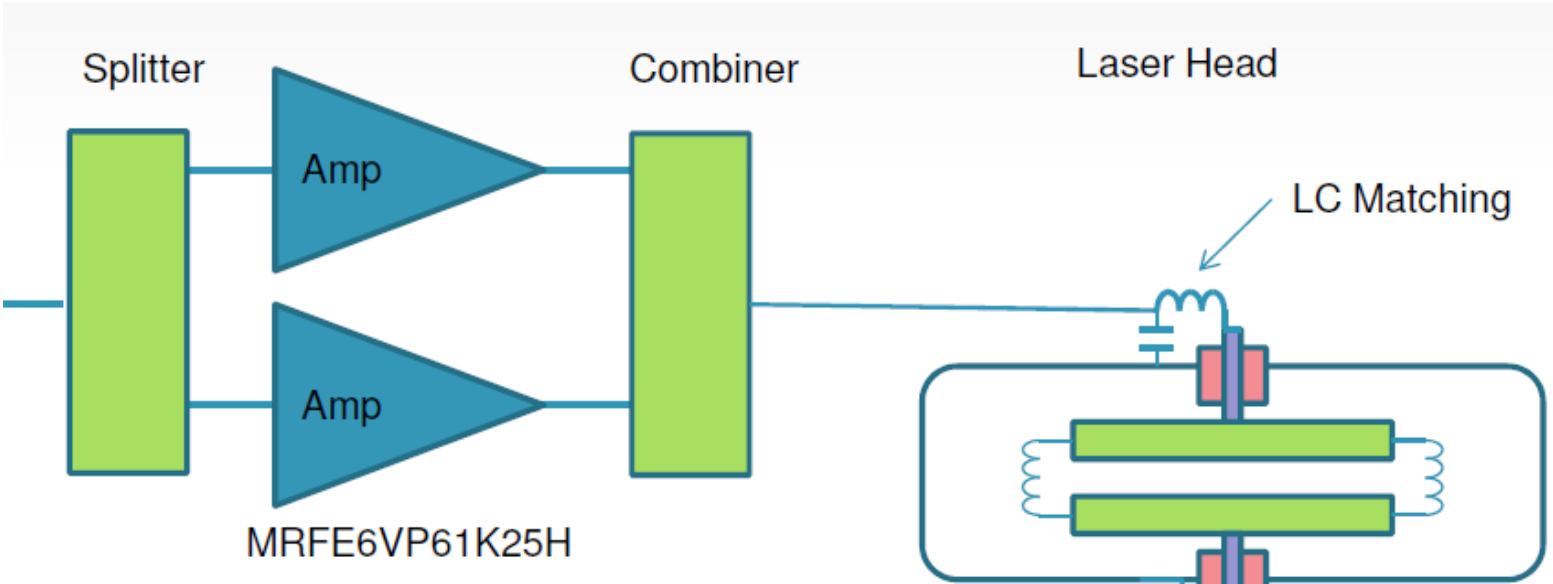 Splitter
Combiner
Laser Head
Amp
LC Matching
Amp
MRFE6VP61K25H